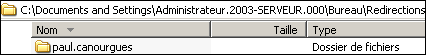 C:\Documents and Settings\Administrateur.2003-SERVEUR.000\Bureau\Redirections
Nom Taille Type
paul.canourgues Dossier de fichiers